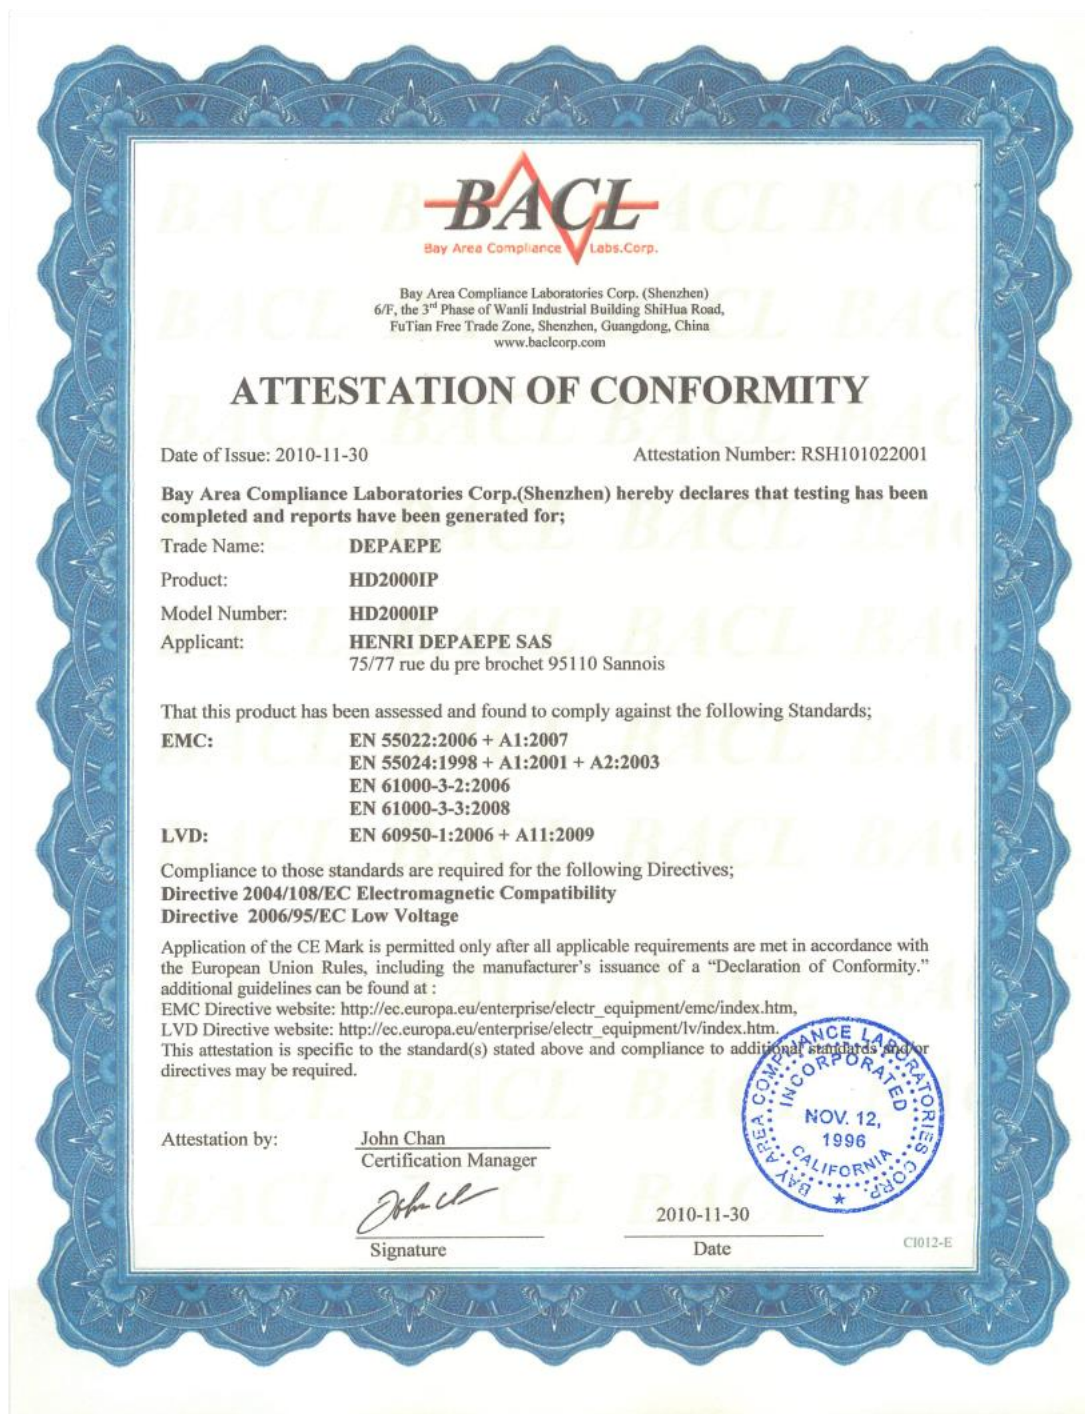 BACL
Bay Area Compliance Labs.Corp.
Bay Area Compliance Laboratories Corp. (Shenzhen)
6/F, the 3rd Phase of Wanli Industrial Building ShiHua Road,
FuTian Free Trade Zone, Shenzhen, Guangdong, China
www.baclcorp.com
ATTESTATION OF CONFORMITY
Date of Issue: 2010-11-30 Attestation Number: RSH101022001
Bay Area Compliance Laboratories Corp.(Shenzhen) hereby declares that testing has been
completed and reports have been generated for;
Trade Name: DEPAEPE
Product: HD2000IP
Model Number: HD2000IP
Applicant: HENRI DEPAEPE SAS
75/77 rue du pre brochet 95110 Sannois
That this product has been assessed and found to comply against the following Standards;
EMC: EN 55022:2006 + A1:2007
EN 55024:1998 + A1:2001 + A2:2003
EN 61000-3-2:2006
EN 61000-3-3:2008
LVD: EN 60950-1:2006 + A11:2009
Compliance to those standards are required for the following Directives;
Directive 2004/108/EC Electromagnetic Compatibility
Directive 2006/95/EC Low Voltage
Application of the CE Mark is permitted only after all applicable requirements are met in accordance with
the European Union Rules, including the manufacturer's issuance of a “Declaration of Conformity.”
additional guidelines can be found at :
EMC Directive website: http://ec.europa.eu/enterprise/electr_equipment/emc/index.htm,
LVD Directive website: http://ec.europa.eu/enterprise/electr_equipment/lv/index.htm.
This attestation is specific to the standard(s) stated above and compliance to additional standards and/or
directives may be required.
BAY AREA COMPLIANCE LABORATORIES CORP.
INCORPORATED
NOV. 12,
1996
CALIFORNIA
Attestation by: John Chan
Certification Manager
2010-11-30
Signature Date
CI012-E